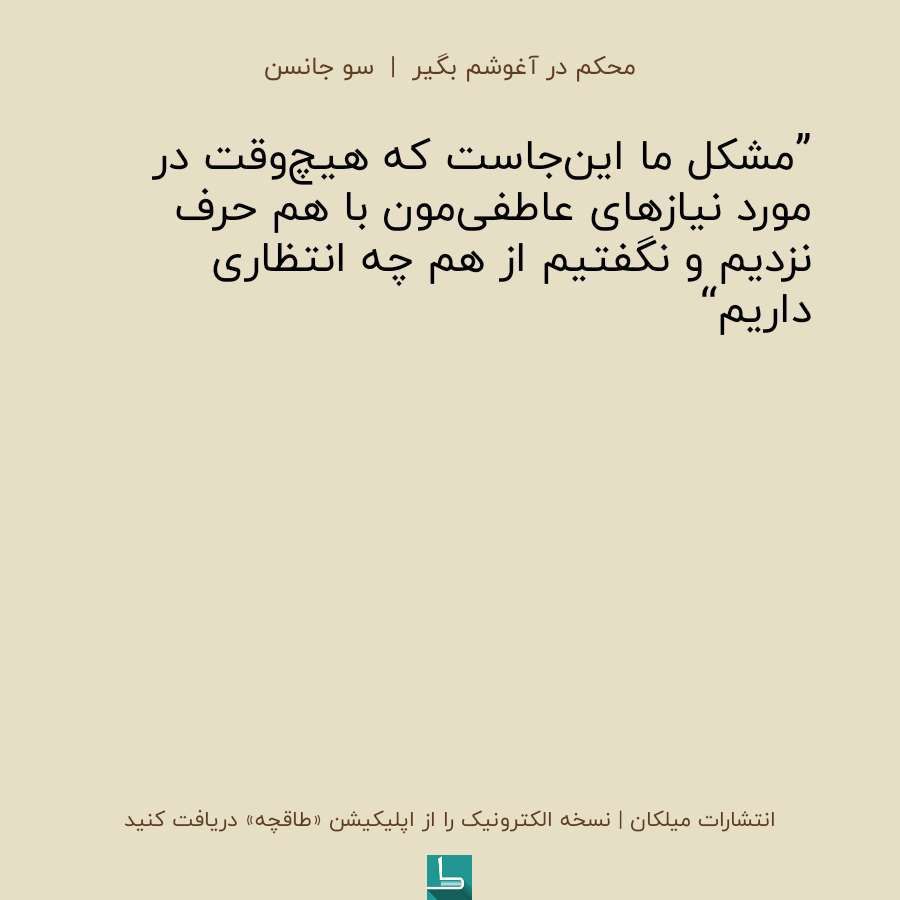 محکم در آغوشم بگیر | سو جانسن
”مشکل ما این‌جاست که هیچ‌وقت در
مورد نیازهای عاطفی‌مون با هم حرف
نزدیم و نگفتیم از هم چه انتظاری
داریم“
انتشارات میلکان | نسخه الکترونیک را از اپلیکیشن «طاقچه» دریافت کنید